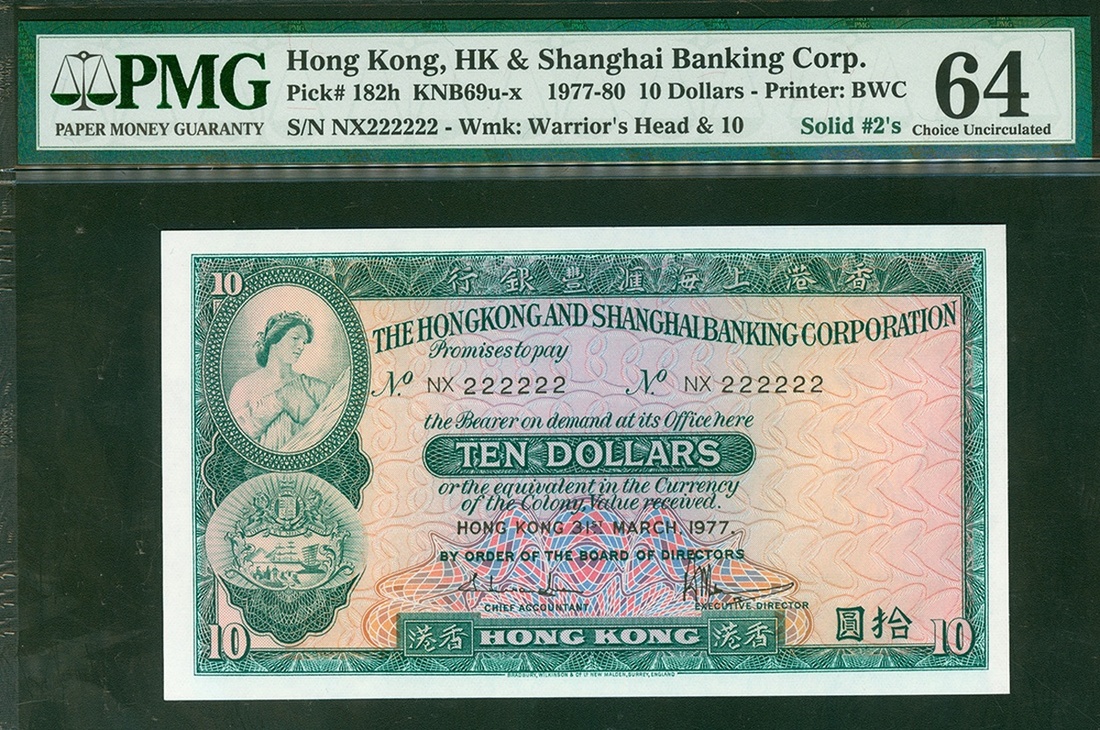 PMG
PAPER MONEY GUARANTY
Hong Kong, HK & Shanghai Banking Corp.
Pick# 182h KNB69u-x 1977-80 10 Dollars - Printer: BWC
S/N NX222222 - Wmk: Warrior's Head & 10 Solid #2's
64
Choice Uncirculated
10
行銀豐滙海上港香
THE HONGKONG AND SHANGHAI BANKING CORPORATION
Promises to pay
No. NX 222222 No. NX 222222
the Bearer on demand at its Office here
TEN DOLLARS
or the equivalent in the Currency
of the Colony, Value received.
HONG KONG 31ST MARCH 1977.
BY ORDER OF THE BOARD OF DIRECTORS
CHIEF ACCOUNTANT EXECUTIVE DIRECTOR
10 港香 HONG KONG 港香 圓拾 10
BRADBURY, WILKINSON & Co Ld NEW MALDEN, SURREY, ENGLAND